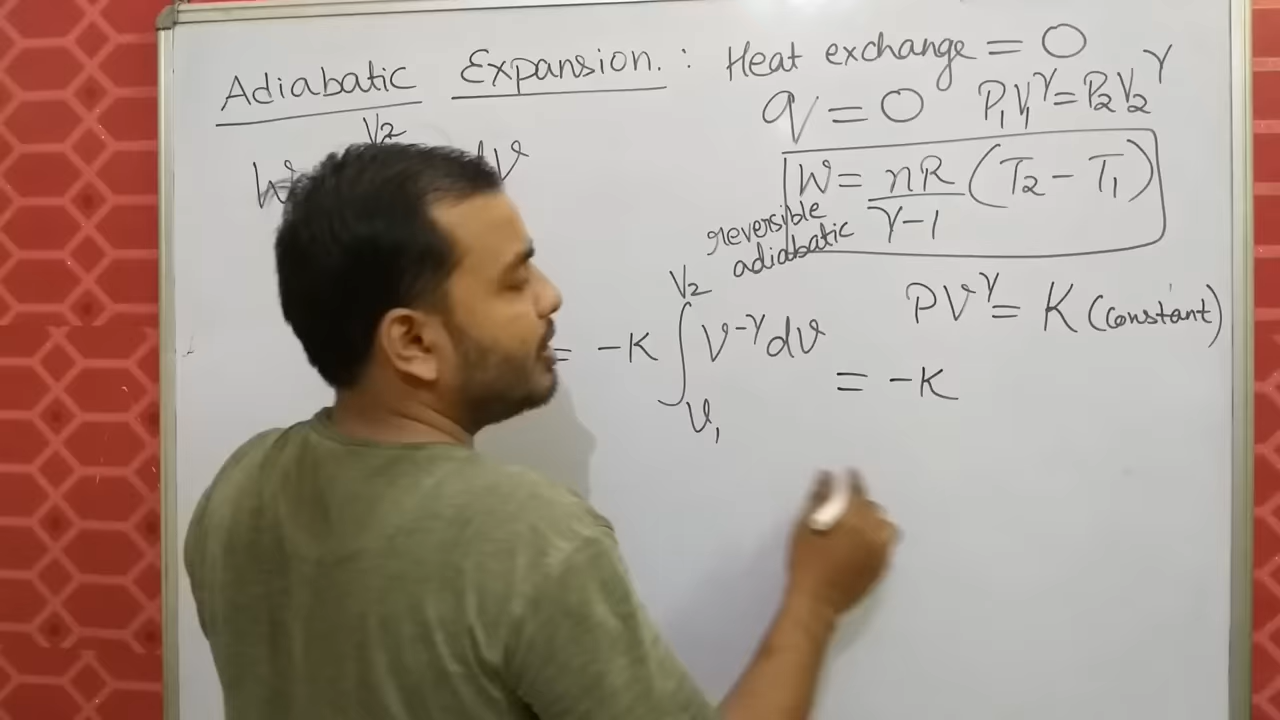 Adiabatic Expansion. : Heat exchange = 0
q = 0 P₁V₁^γ = P₂V₂^γ
V₂
dv
W = nR/γ-1 (T₂ - T₁)
reversible
adiabatic
PV^γ = K (constant)
= -K ∫ V₁ V₂ V^-γ dv
= -K